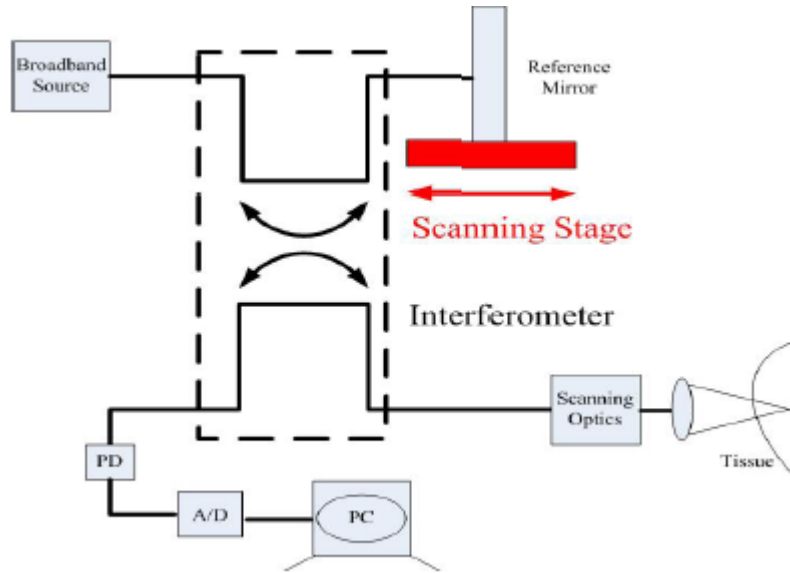 Broadband
Source
Reference
Mirror
Scanning Stage
Interferometer
Scanning
Optics
Tissue
PD
A/D
PC